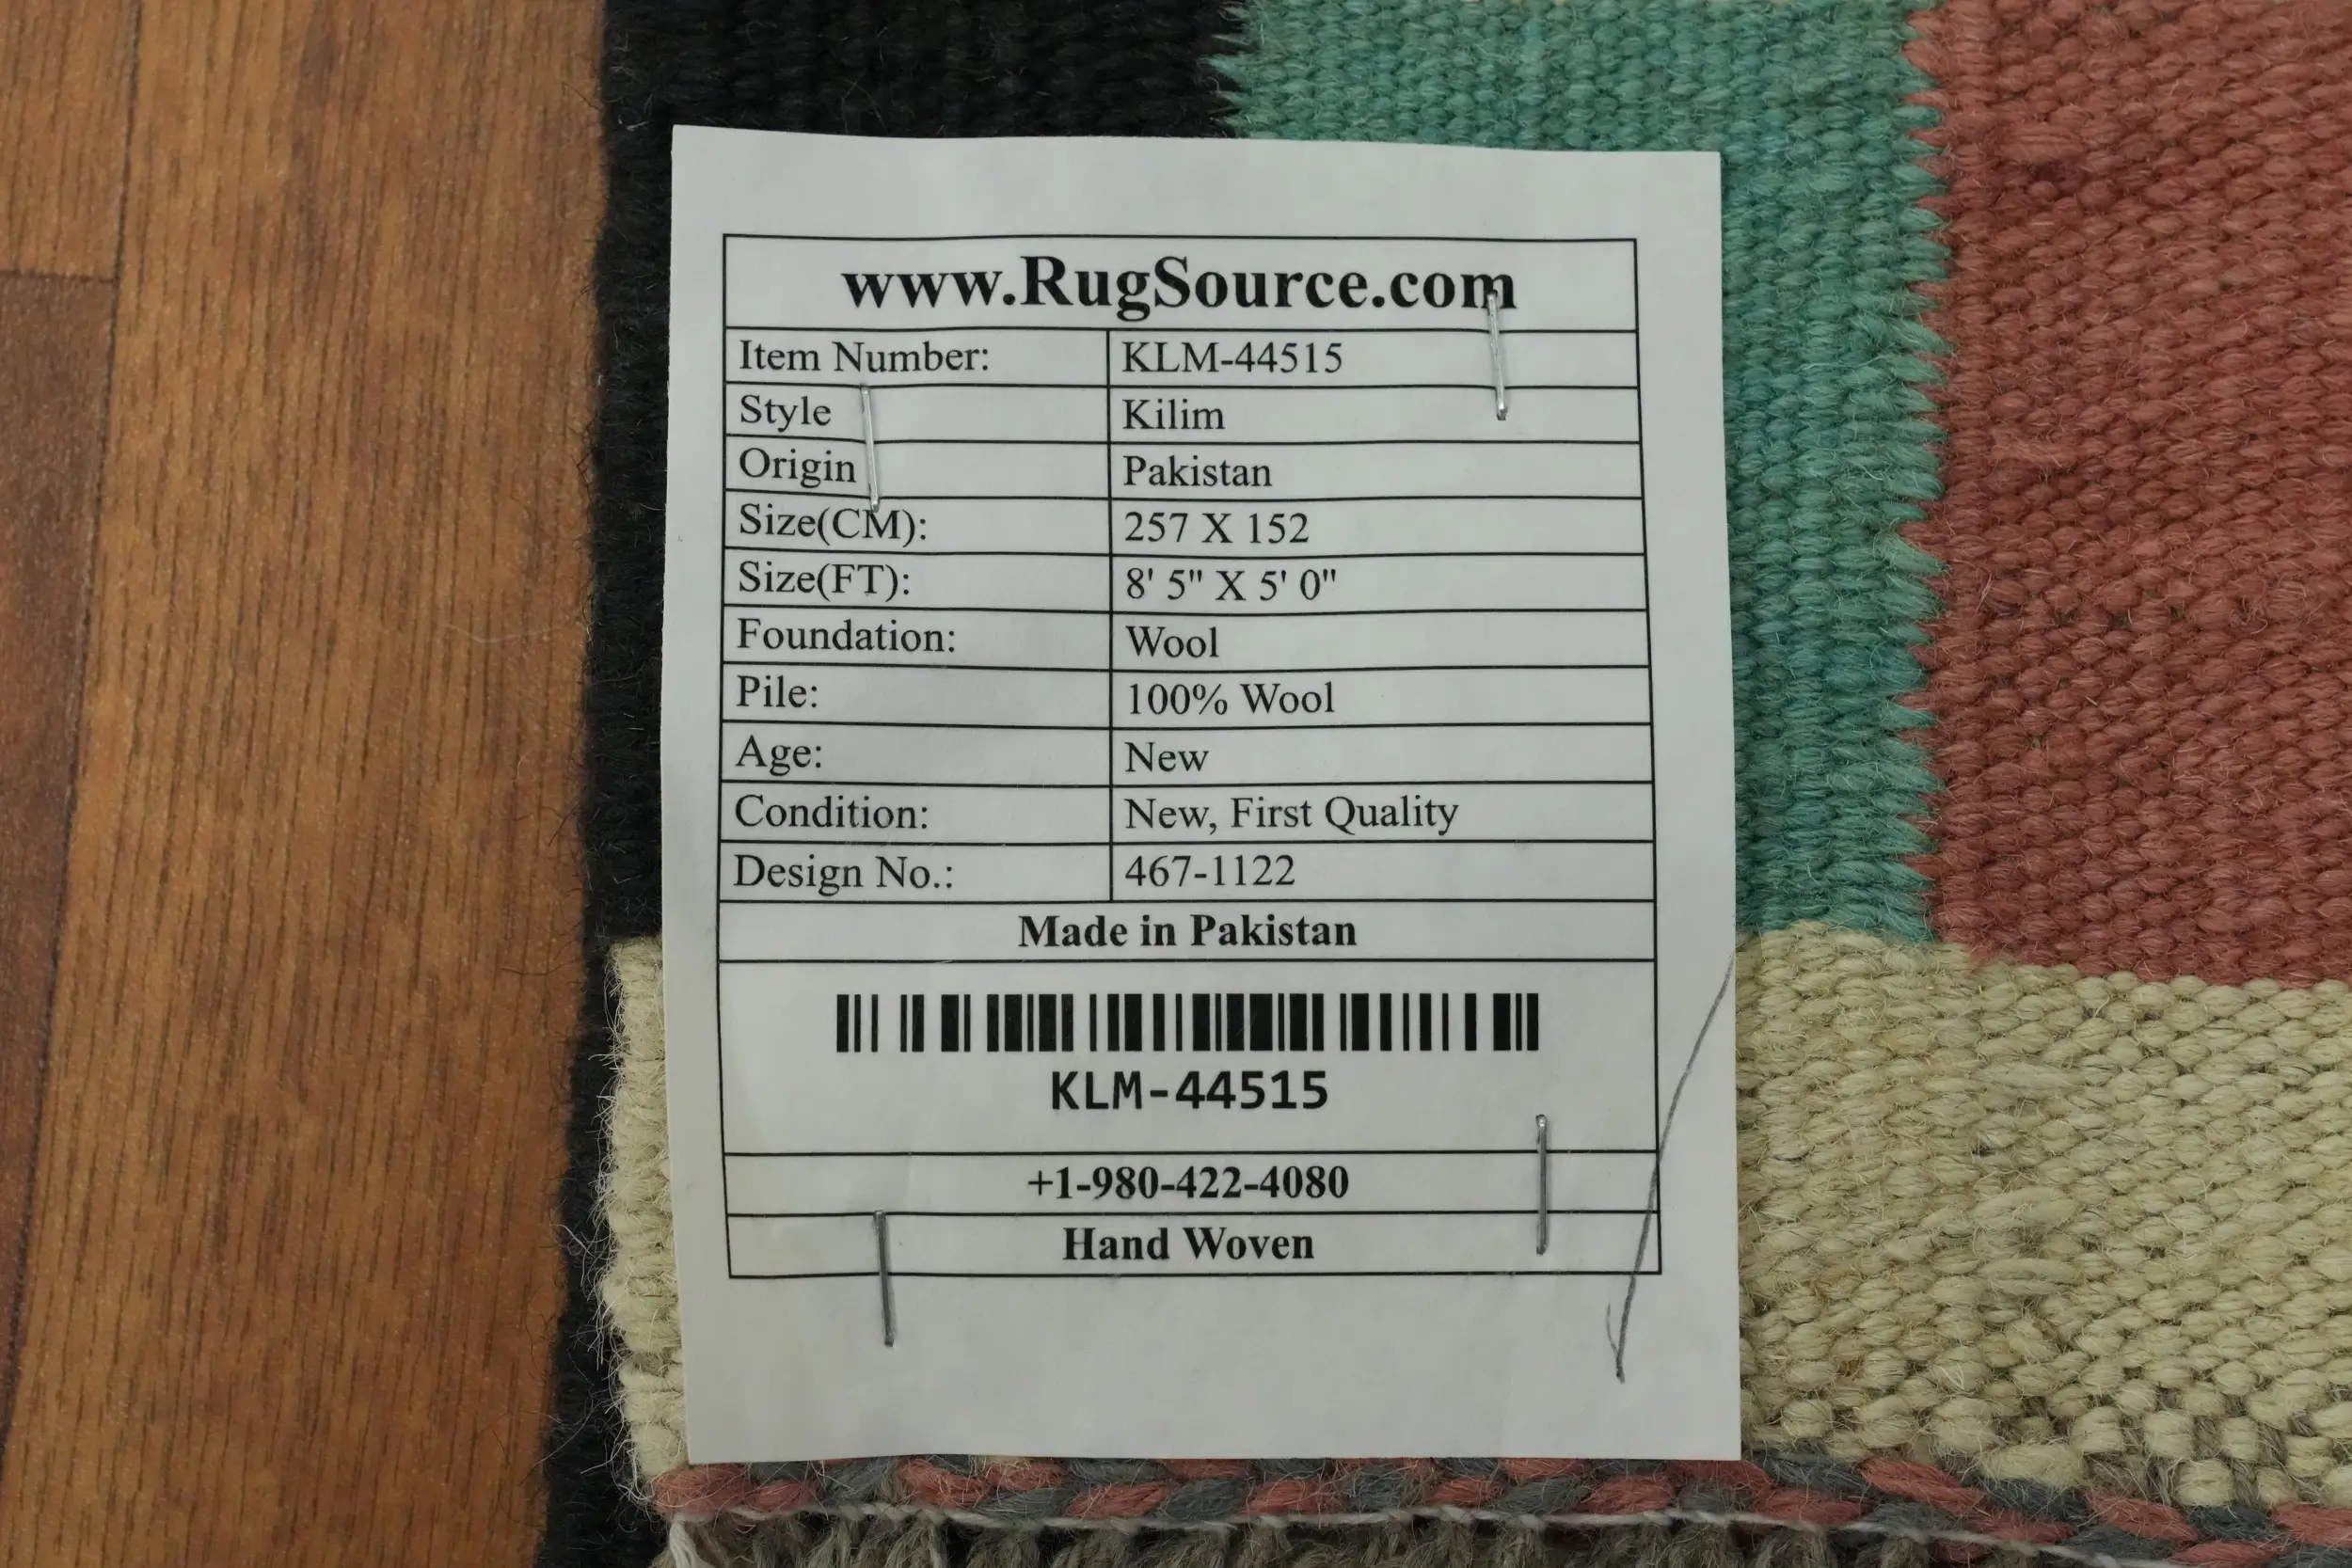 www.RugSource.com
Item Number: KLM-44515
Style Kilim
Origin Pakistan
Size(CM): 257 X 152
Size(FT): 8' 5" X 5' 0"
Foundation: Wool
Pile: 100% Wool
Age: New
Condition: New, First Quality
Design No.: 467-1122
Made in Pakistan
KLM-44515
+1-980-422-4080
Hand Woven